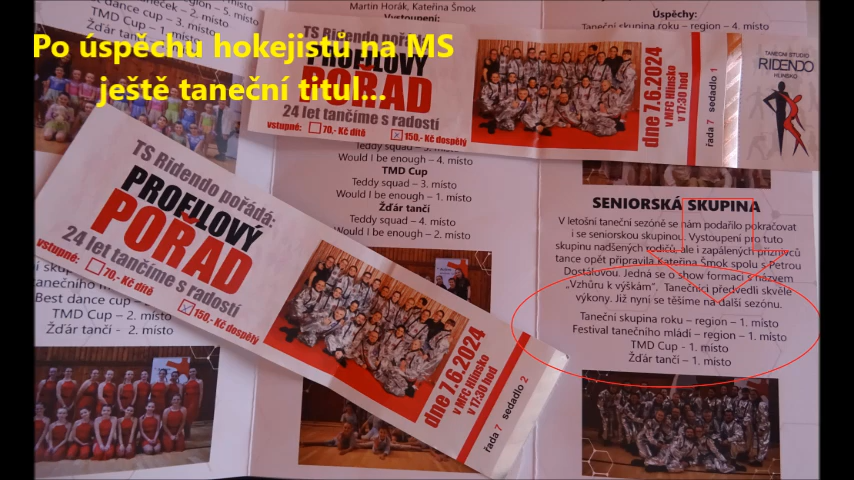 Po úspěchu hokejistů na MS
ještě taneční titul...
dance cup – 3. místo
TMD Cup – 1.
Žďár tančí
Martin Horák, Kateřina Šmok
Vystoupení:
Úspěchy:
Taneční skupina roku – region – 4. místo
TS Ridendo pořádá:
PROFILOVÝ
POŘAD
24 let tančíme s radostí
vstupné: 70,- Kč dítě
150,- Kč dospělý
dne 7.6.2024
v MFC Hlinsko
v 17:30 hod
řada 7 sedadlo 1
TANEČNÍ STUDIO
RIDENDO
HLINSKO
Teddy squad – 3. místo
Would I be enough – 4. místo
TMD Cup
Teddy squad – 3. místo
Would I be enough – 1. místo
Žďár tančí
Teddy squad – 4. místo
Would I be enough – 2. místo
SENIORSKÁ SKUPINA
V letošní taneční sezóně se nám podařilo pokračovat
i se seniorskou skupinou. Vystoupení pro tuto
skupinu nadšených rodičů, ale i zapálených příznivců
tance opět připravila Kateřina Šmok spolu s Petrou
Dostálovou. Jedná se o show formaci s názvem
„Vzhůru k výškám“. Tanečníci předvedli skvělé
výkony. Již nyní se těšíme na další sezónu.
Taneční skupina roku – region – 1. místo
Festival tanečního mládí – region – 1. místo
TMD Cup - 1. místo
Žďár tančí – 1. místo
TS Ridendo pořádá:
PROFILOVÝ
POŘAD
24 let tančíme s radostí
vstupné: 70,- Kč dítě
150,- Kč dospělý
dne 7.6.2024
v MFC Hlinsko
v 17:30 hod
řada 7 sedadlo 2
tanečního
Best dance cup –
TMD Cup – 2. místo
Žďár tančí - 2. místo